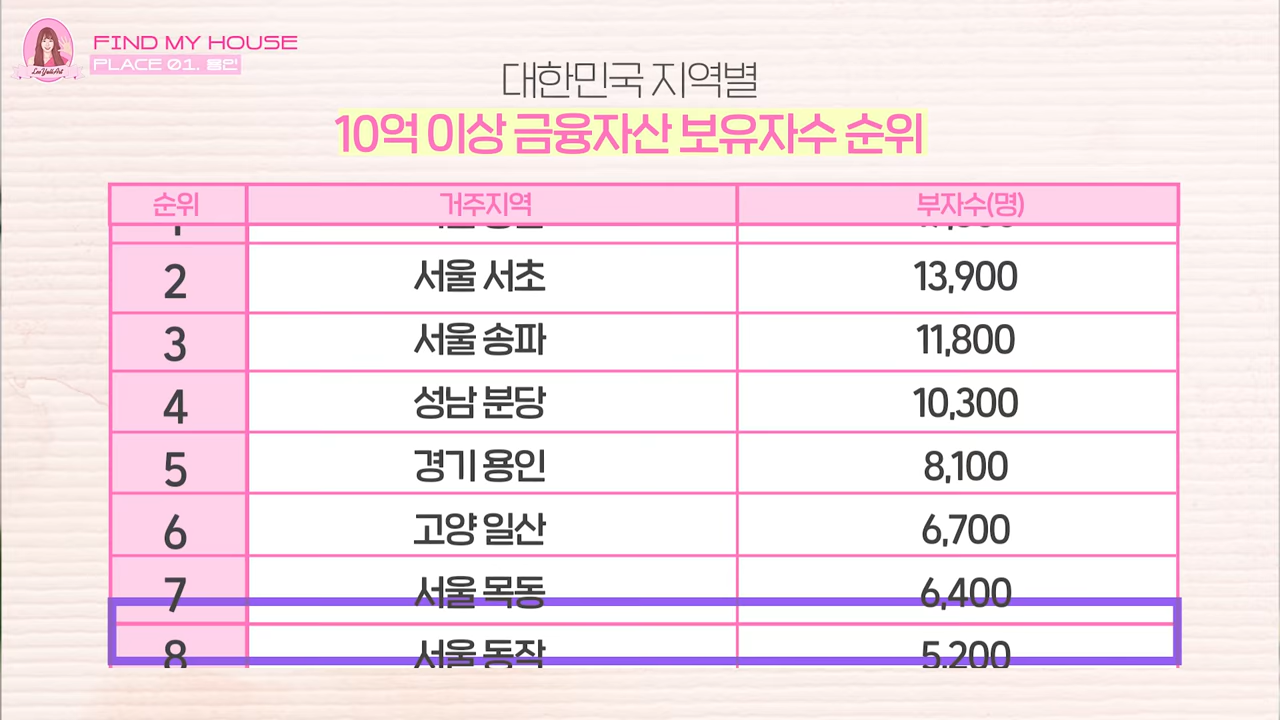 FIND MY HOUSE
PLACE 01. 용인
대한민국 지역별
10억 이상 금융자산 보유자수 순위
순위 거주지역 부자수(명)
2 서울 서초 13,900
3 서울 송파 11,800
4 성남 분당 10,300
5 경기 용인 8,100
6 고양 일산 6,700
7 서울 목동 6,400
8 서울 동작 5,200